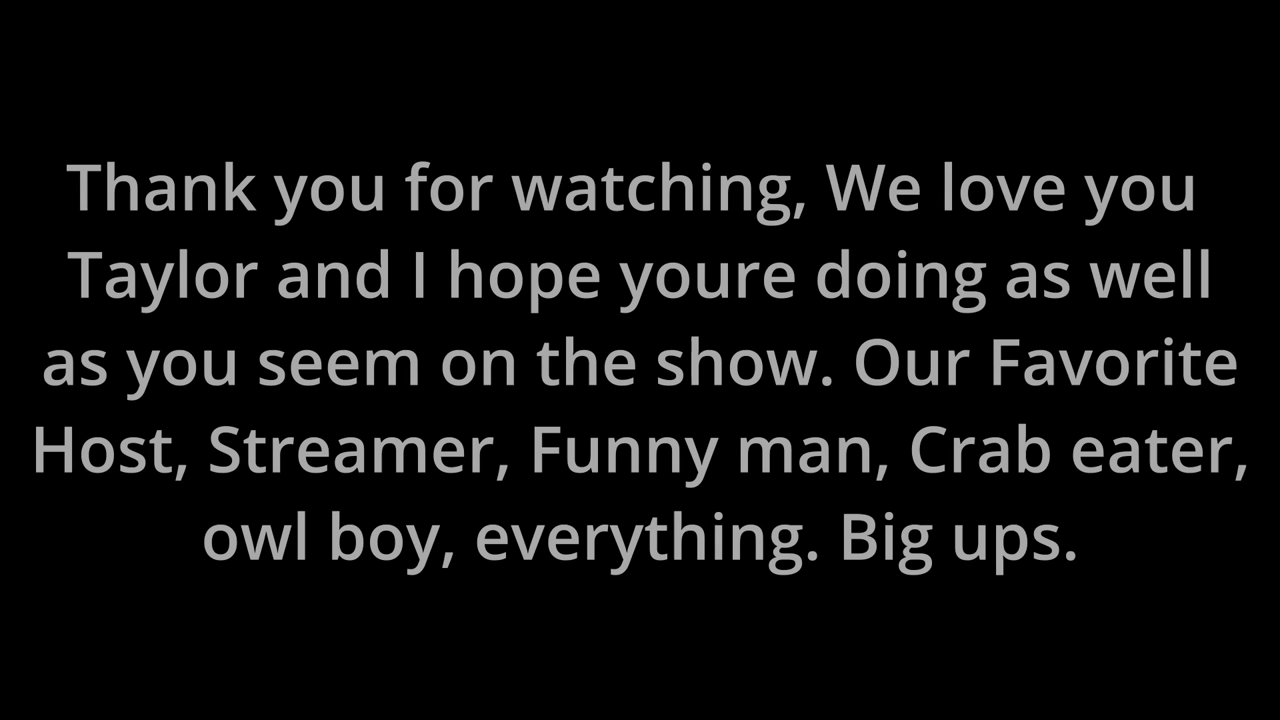 Thank you for watching, We love you
Taylor and I hope youre doing as well
as you seem on the show. Our Favorite
Host, Streamer, Funny man, Crab eater,
owl boy, everything. Big ups.